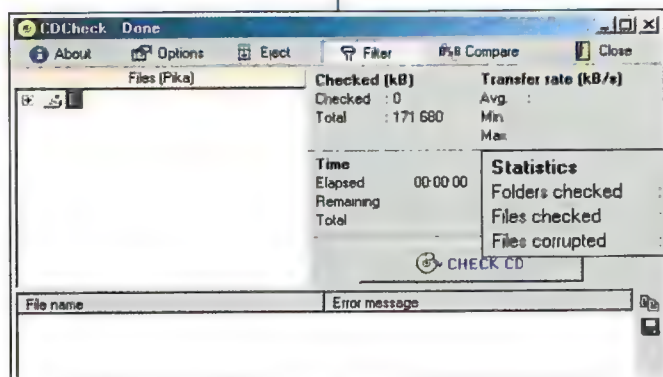 CDCheck Done
About Options Eject Filter Compare Close
Files (Pika)
Checked (kB)
Checked : 0
Total : 171 680
Transfer rate (kB/s)
Avg. :
Min
Max
Time
Elapsed 00:00:00
Remaining
Total
Statistics
Folders checked :
Files checked :
Files corrupted :
CHECK CD
File name Error message